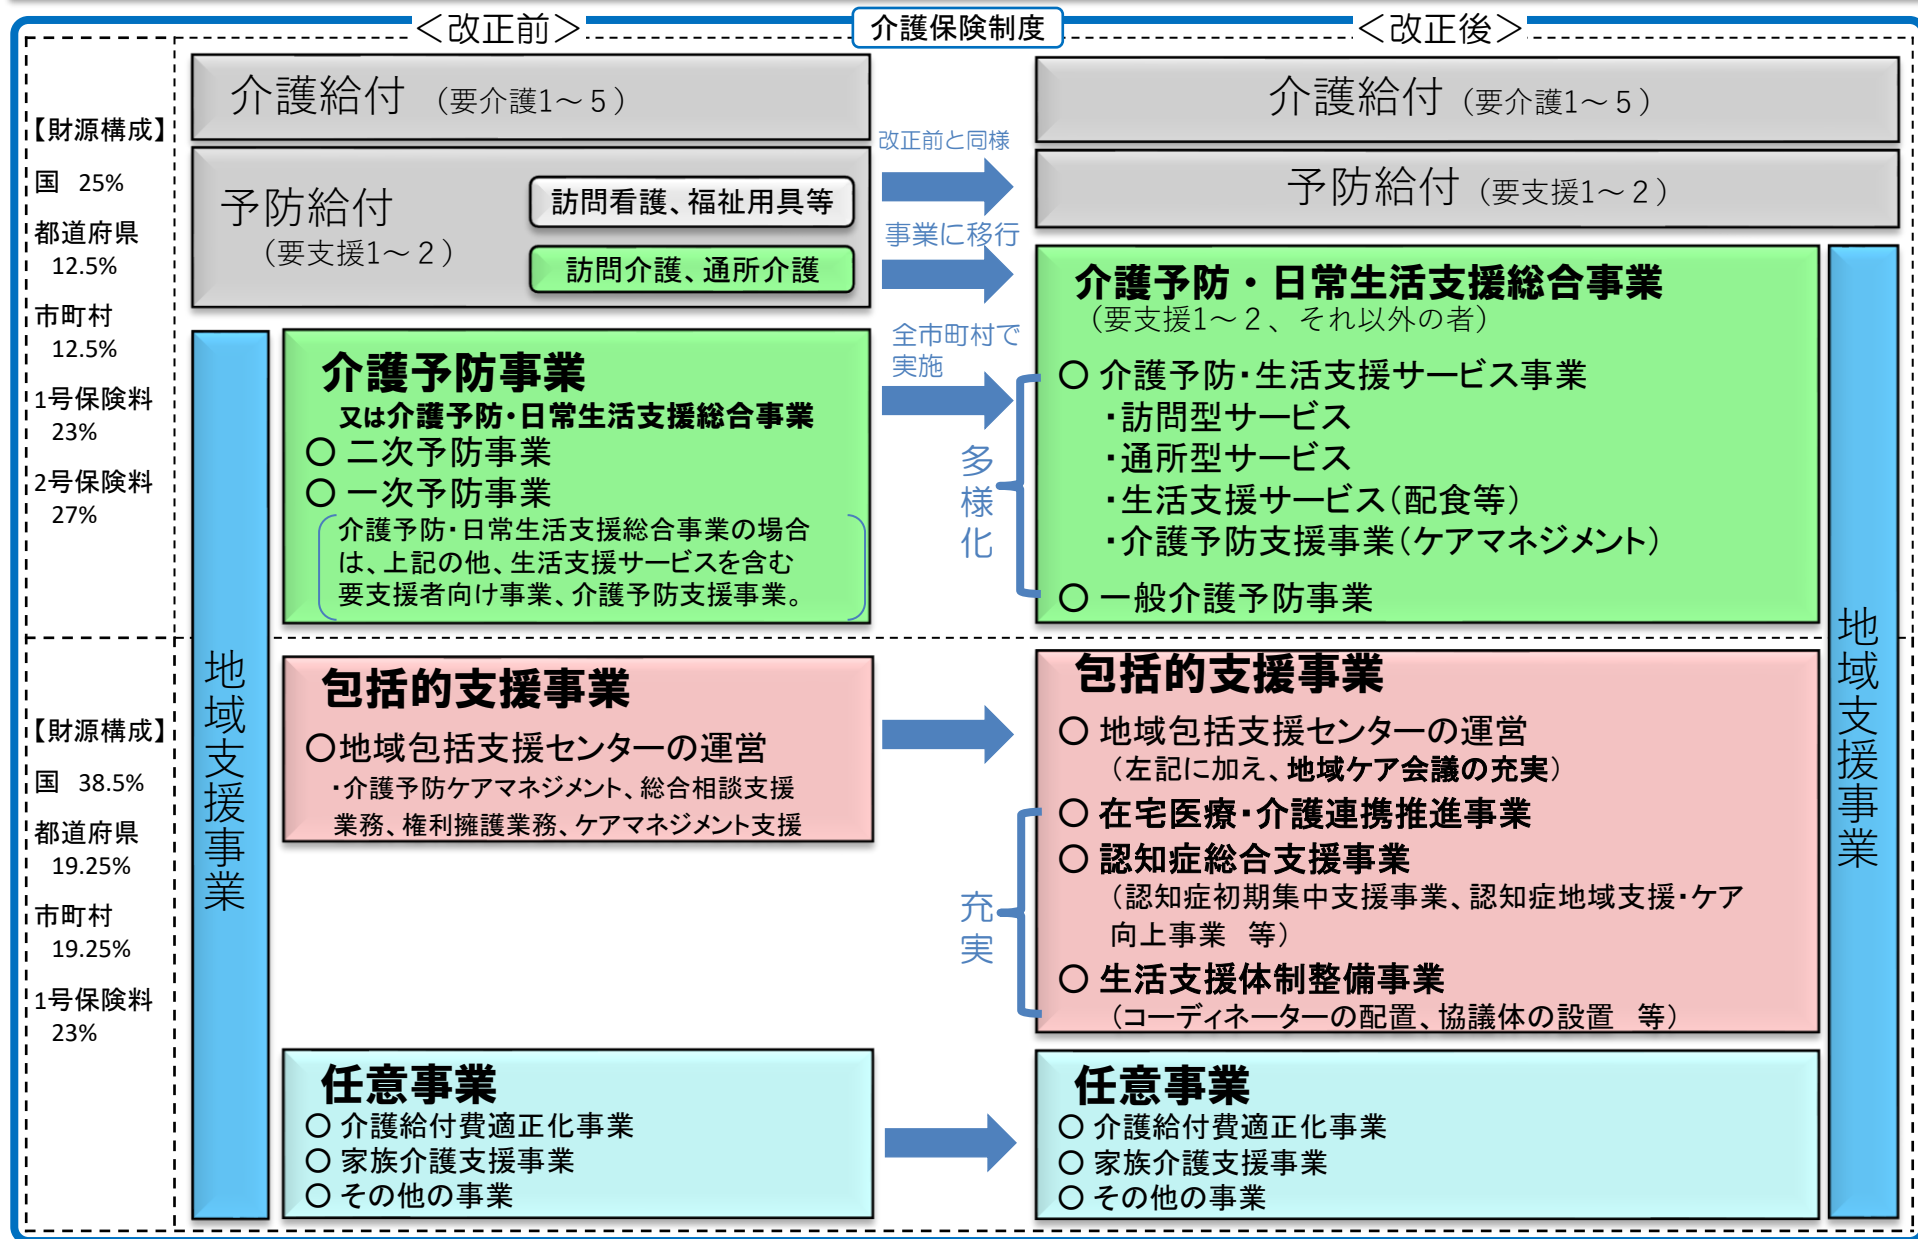 介護保険制度
＜改正前＞
＜改正後＞
【財源構成】
国 25%
都道府県
12.5%
市町村
12.5%
1号保険料
23%
2号保険料
27%
【財源構成】
国 38.5%
都道府県
19.25%
市町村
19.25%
1号保険料
23%
介護給付 （要介護1～５）
予防給付
（要支援1～２）
訪問看護、福祉用具等
訪問介護、通所介護
地域支援事業
介護予防事業
又は介護予防・日常生活支援総合事業
○ 二次予防事業
○ 一次予防事業
介護予防・日常生活支援総合事業の場合
は、上記の他、生活支援サービスを含む
要支援者向け事業、介護予防支援事業。
包括的支援事業
○地域包括支援センターの運営
・介護予防ケアマネジメント、総合相談支援
業務、権利擁護業務、ケアマネジメント支援
任意事業
○ 介護給付費適正化事業
○ 家族介護支援事業
○ その他の事業
改正前と同様
事業に移行
全市町村で
実施
多様化
充実
介護給付（要介護1～５）
予防給付（要支援1～２）
介護予防・日常生活支援総合事業
（要支援1～２、それ以外の者）
○ 介護予防・生活支援サービス事業
・訪問型サービス
・通所型サービス
・生活支援サービス（配食等）
・介護予防支援事業（ケアマネジメント）
○ 一般介護予防事業
包括的支援事業
○ 地域包括支援センターの運営
（左記に加え、地域ケア会議の充実）
○ 在宅医療・介護連携推進事業
○ 認知症総合支援事業
（認知症初期集中支援事業、認知症地域支援・ケア
向上事業 等）
○ 生活支援体制整備事業
（コーディネーターの配置、協議体の設置 等）
任意事業
○ 介護給付費適正化事業
○ 家族介護支援事業
○ その他の事業
地域支援事業